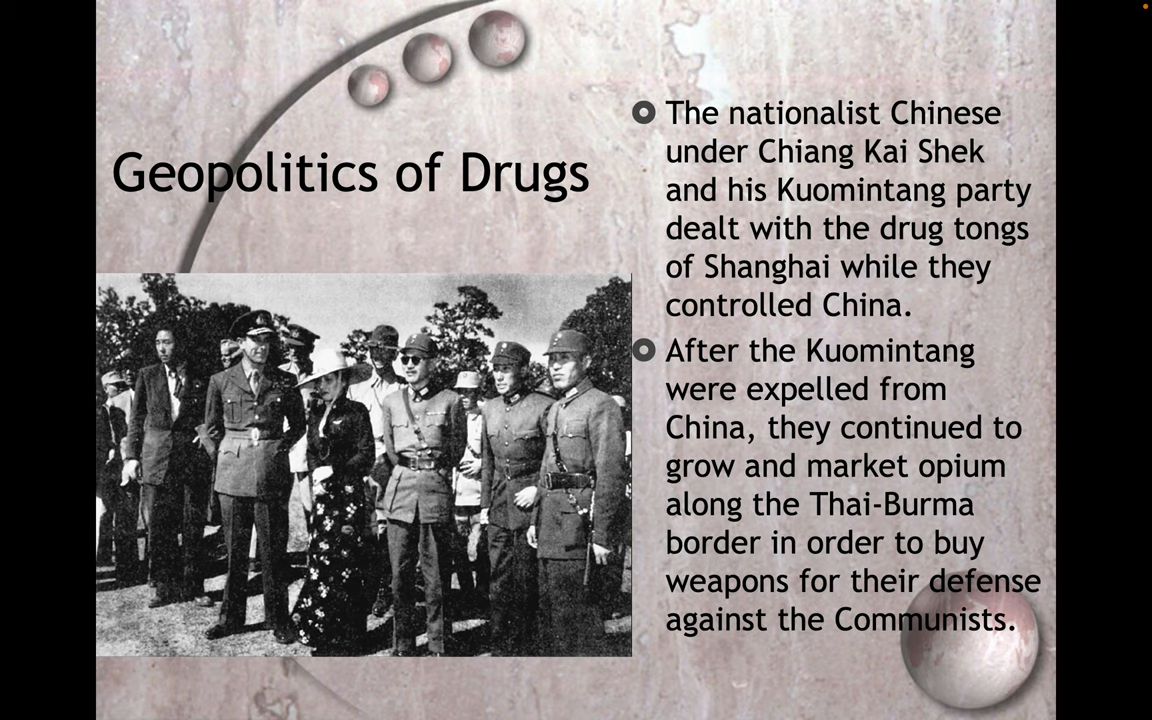 Geopolitics of Drugs
The nationalist Chinese
under Chiang Kai Shek
and his Kuomintang party
dealt with the drug tongs
of Shanghai while they
controlled China.
After the Kuomintang
were expelled from
China, they continued to
grow and market opium
along the Thai-Burma
border in order to buy
weapons for their defense
against the Communists.